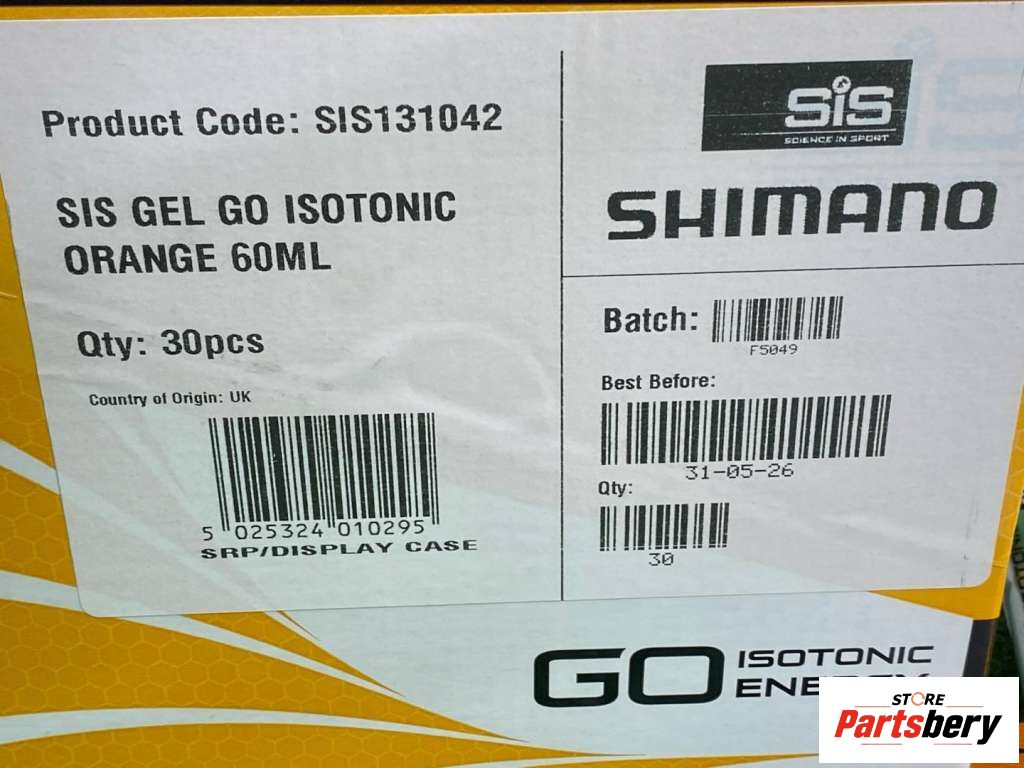 Product Code: SIS131042
SIS GEL GO ISOTONIC
ORANGE 60ML
Qty: 30pcs
Country of Origin: UK
5 025324 010295
SRP/DISPLAY CASE
SiS
SCIENCE IN SPORT
SHIMANO
Batch:
F5049
Best Before:
31-05-26
Qty:
30
GO ISOTONIC
ENERGY
STORE
Partsbery